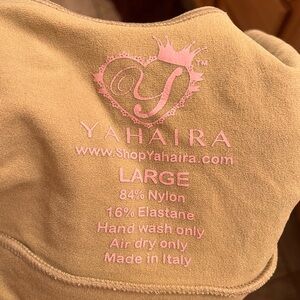 Y ™
YAHAIRA
www.ShopYahaira.com
LARGE
84% Nylon
16% Elastane
Hand wash only
Air dry only
Made in Italy